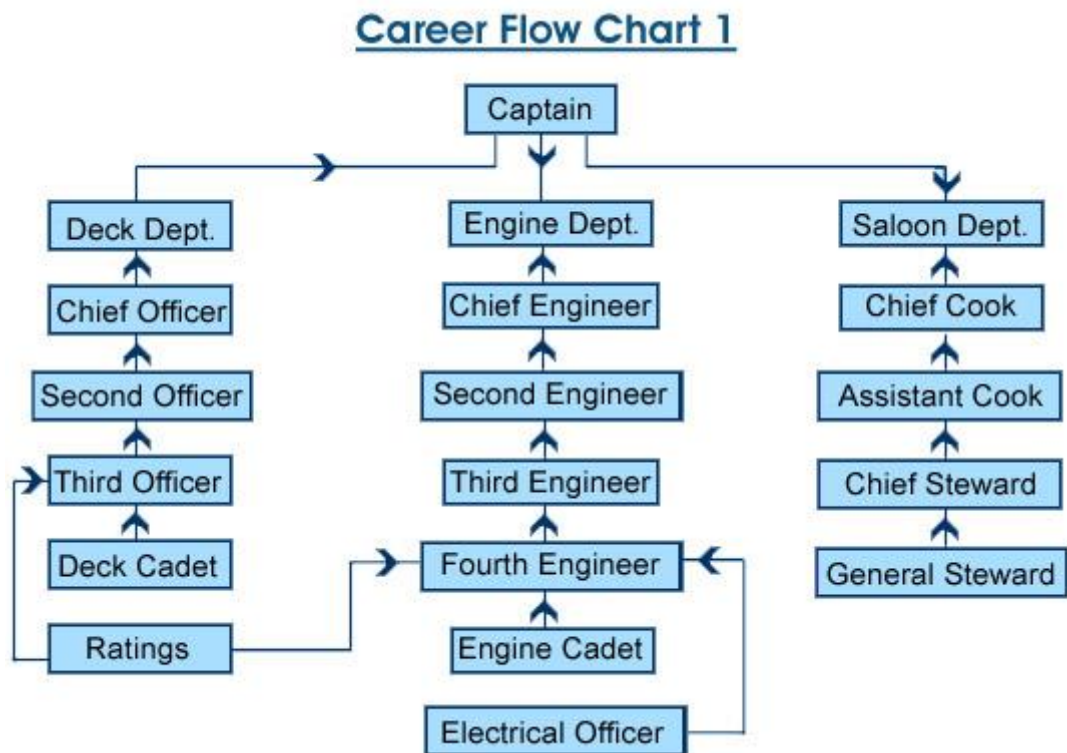 Career Flow Chart 1
Captain
Deck Dept.
Engine Dept.
Saloon Dept.
Chief Officer
Chief Engineer
Chief Cook
Second Officer
Second Engineer
Assistant Cook
Third Officer
Third Engineer
Chief Steward
Deck Cadet
Fourth Engineer
General Steward
Ratings
Engine Cadet
Electrical Officer